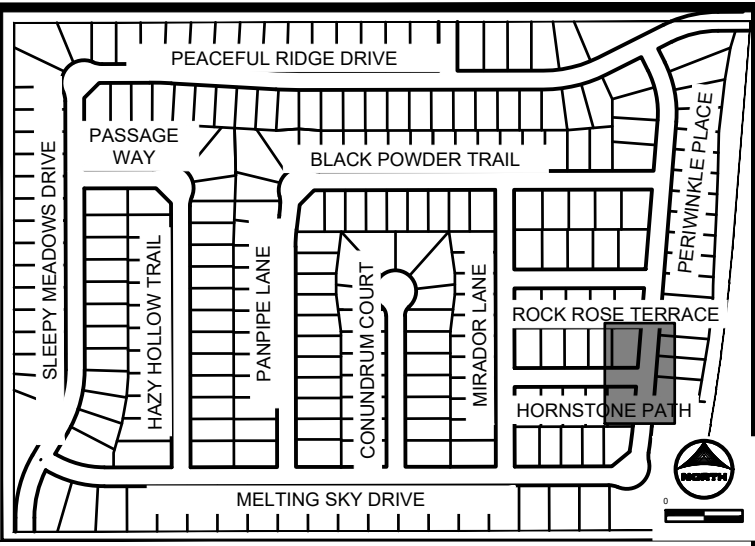 PEACEFUL RIDGE DRIVE
PASSAGE
WAY
BLACK POWDER TRAIL
PERIWINKLE PLACE
SLEEPY MEADOWS DRIVE
HAZY HOLLOW TRAIL
PANPIPE LANE
CONUNDRUM COURT
MIRADOR LANE
ROCK ROSE TERRACE
HORNSTONE PATH
MELTING SKY DRIVE
NORTH
0